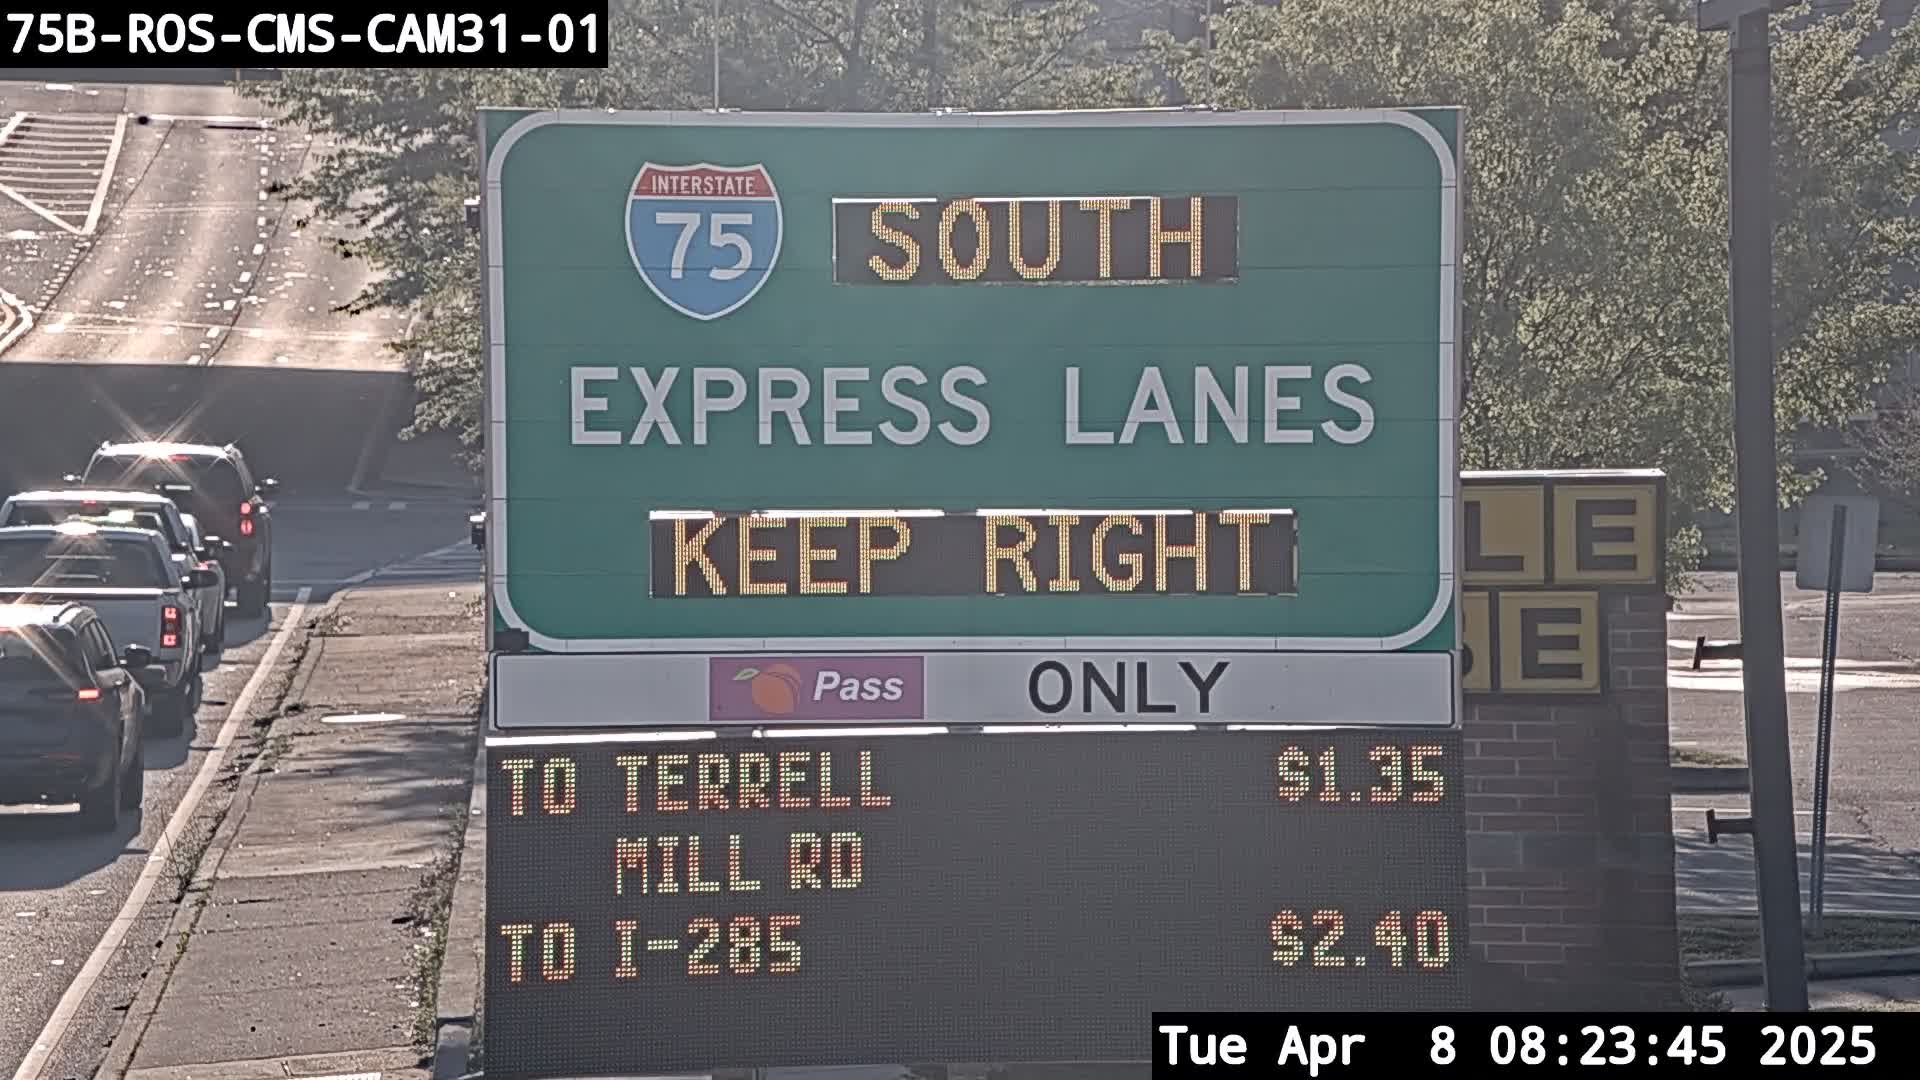 75B-ROS-CMS-CAM31-01
INTERSTATE
75
SOUTH
EXPRESS LANES
KEEP RIGHT
LE
E
Pass ONLY
TO TERRELL $1.35
MILL RD
TO I-285 $2.40
Tue Apr 8 08:23:45 2025